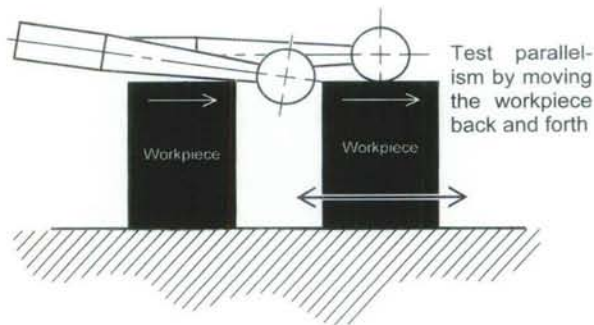 Test parallel-
ism by moving
the workpiece
back and forth
Workpiece
Workpiece